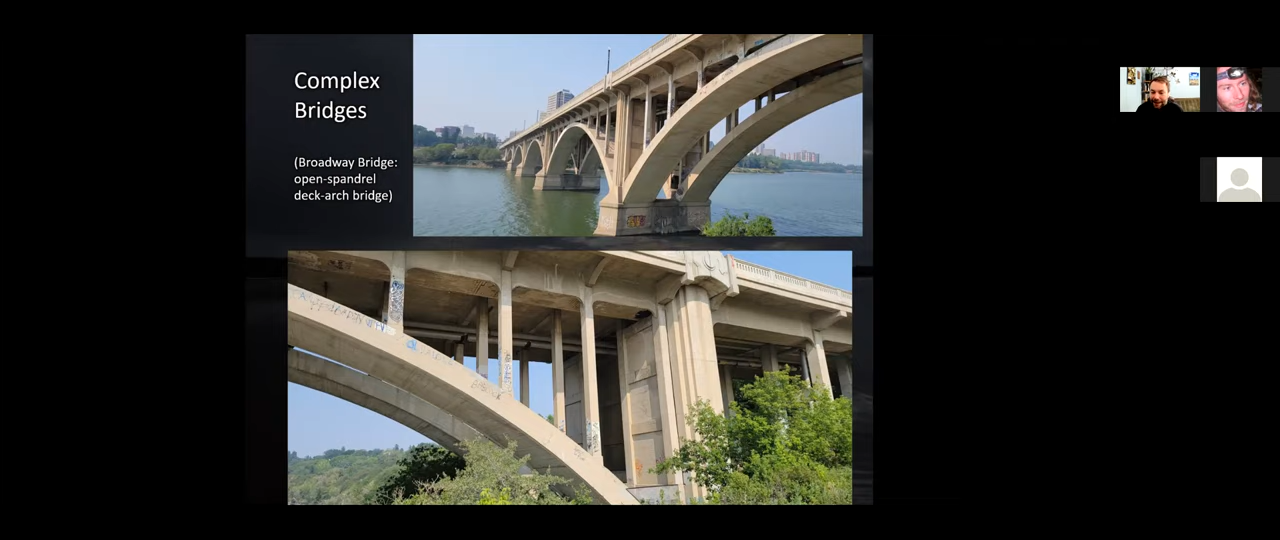 Complex
Bridges
(Broadway Bridge:
open-spandrel
deck-arch bridge)